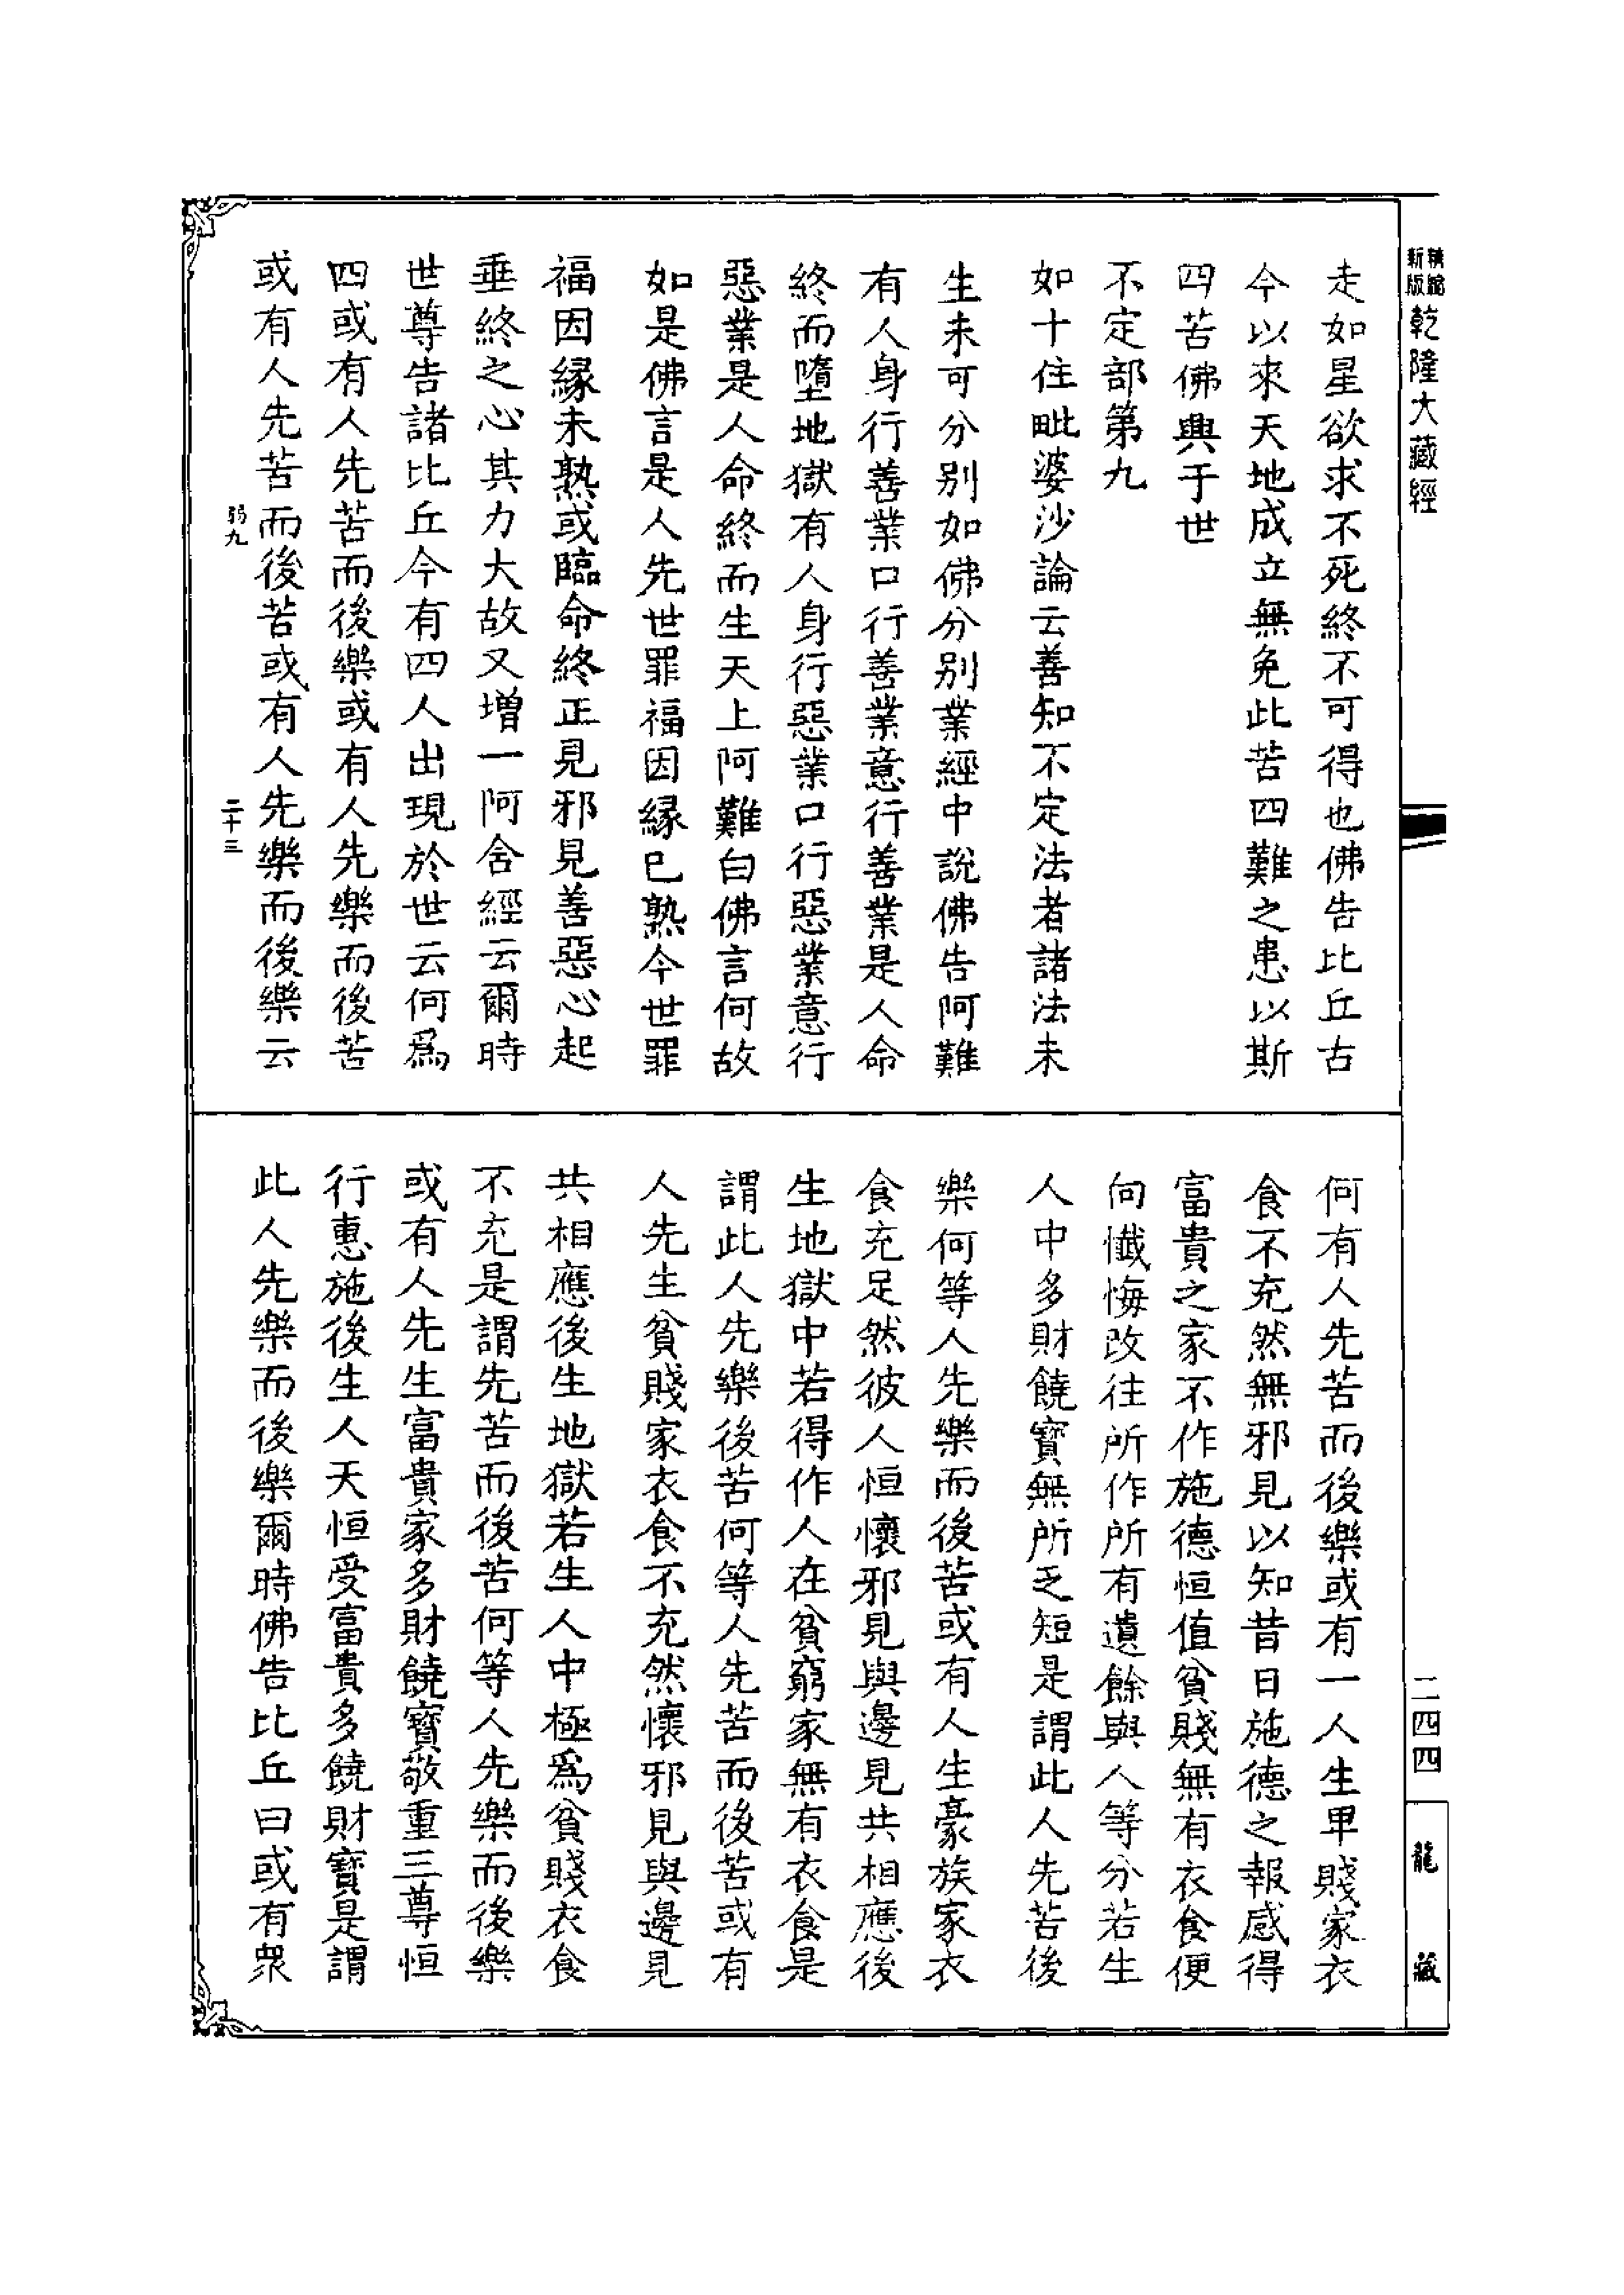 精縮
新版
乾隆大藏經
走如星欲求不死終不可得也佛告比丘古
今以來天地成立無免此苦四難之患以斯
四苦佛興于世
不定部第九
如十住毗婆沙論云善知不定法者諸法未
生未可分別如佛分別業經中說佛告阿難
有人身行善業口行善業意行善業是人命
終而墮地獄有人身行惡業口行惡業意行
惡業是人命終而生天上阿難白佛言何故
如是佛言是人先世罪福因緣已熟今世罪
福因緣未熟或臨命終正見邪見善惡心起
垂終之心其力大故又增一阿含經云爾時
世尊告諸比丘今有四人出現於世云何爲
四或有人先苦而後樂或有人先樂而後苦
或有人先苦而後苦或有人先樂而後樂云
弱九
二十三
何有人先苦而後樂或有一人生卑賤家衣
食不充然無邪見以知昔日施德之報感得
富貴之家不作施德恒值貧賤無有衣食便
向懺悔改往所作所有遺餘與人等分若生
人中多財饒寶無所乏短是謂此人先苦後
樂何等人先樂而後苦或有人生豪族家衣
食充足然彼人恒懷邪見與邊見共相應後
生地獄中若得作人在貧窮家無有衣食是
謂此人先樂後苦何等人先苦而後苦或有
人先生貧賤家衣食不充然懷邪見與邊見
共相應後生地獄若生人中極爲貧賤衣食
不充是謂先苦而後苦何等人先樂而後樂
或有人先生富貴家多財饒寶敬重三尊恒
行惠施後生人天恒受富貴多饒財寶是謂
此人先樂而後樂爾時佛告比丘曰或有衆
二四四
龍藏